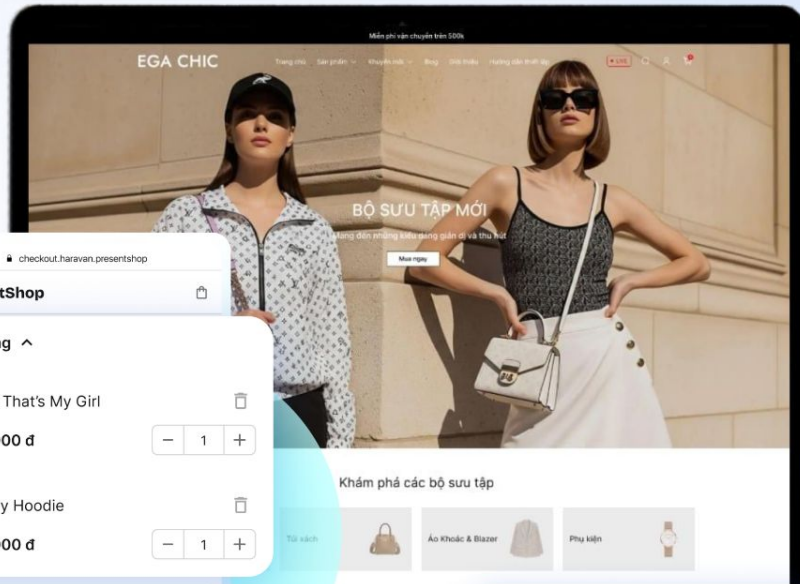 Miễn phí vận chuyển trên 500k
EGA CHIC
Trang chủ Sản phẩm Khuyến mãi Blog Giới thiệu Hướng dẫn thiết lập
LIVE
BỘ SƯU TẬP MỚI
Mang đến những kiểu dáng giản dị và thu hút
Mua ngay
checkout.haravan.presentshop
tShop
ng
That's My Girl
00 đ
− 1 +
y Hoodie
000 đ
− 1 +
Khám phá các bộ sưu tập
Túi xách
Áo Khoác & Blazer
Phụ kiện